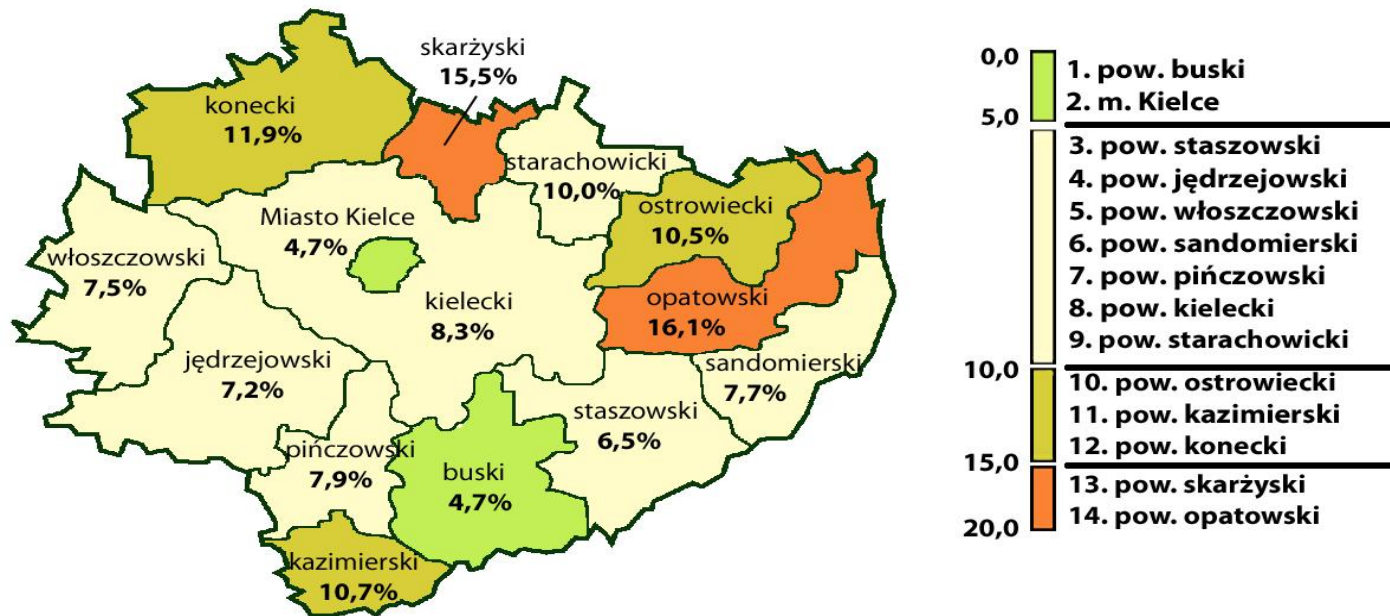 skarżyski
15,5%
konecki
11,9%
starachowicki
10,0%
ostrowiecki
10,5%
Miasto Kielce
4,7%
włoszczowski
7,5%
kielecki
8,3%
opatowski
16,1%
jędrzejowski
7,2%
sandomierski
7,7%
staszowski
6,5%
pińczowski
7,9%
buski
4,7%
kazimierski
10,7%
0,0
1. pow. buski
2. m. Kielce
5,0
3. pow. staszowski
4. pow. jędrzejowski
5. pow. włoszczowski
6. pow. sandomierski
7. pow. pińczowski
8. pow. kielecki
9. pow. starachowicki
10,0
10. pow. ostrowiecki
11. pow. kazimierski
12. pow. konecki
15,0
13. pow. skarżyski
14. pow. opatowski
20,0